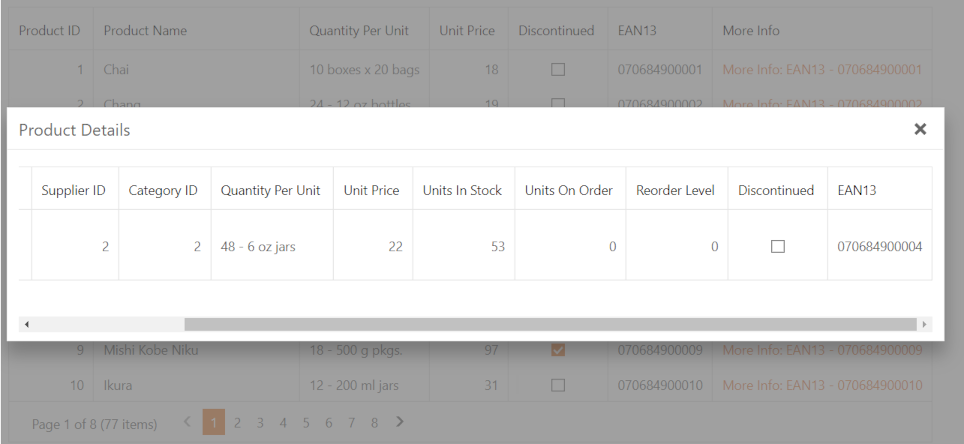 Product ID Product Name Quantity Per Unit Unit Price Discontinued EAN13 More Info
1 Chai 10 boxes x 20 bags 18 070684900001 More Info: EAN13 - 070684900001
2 Chang 24 - 12 oz bottles 19 070684900002 More Info: EAN13 - 070684900002
Product Details
Supplier ID Category ID Quantity Per Unit Unit Price Units In Stock Units On Order Reorder Level Discontinued EAN13
2 2 48 - 6 oz jars 22 53 0 0 070684900004
9 Mishi Kobe Niku 18 - 500 g pkgs. 97 070684900009 More Info: EAN13 - 070684900009
10 Ikura 12 - 200 ml jars 31 070684900010 More Info: EAN13 - 070684900010
Page 1 of 8 (77 items) 1 2 3 4 5 6 7 8